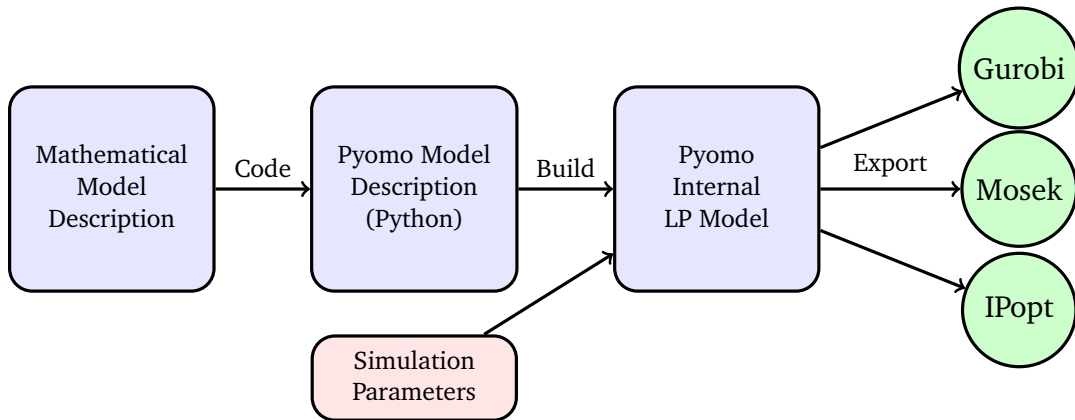 Mathematical
Model
Description
Code
Pyomo Model
Description
(Python)
Build
Pyomo
Internal
LP Model
Export
Gurobi
Mosek
IPopt
Simulation
Parameters